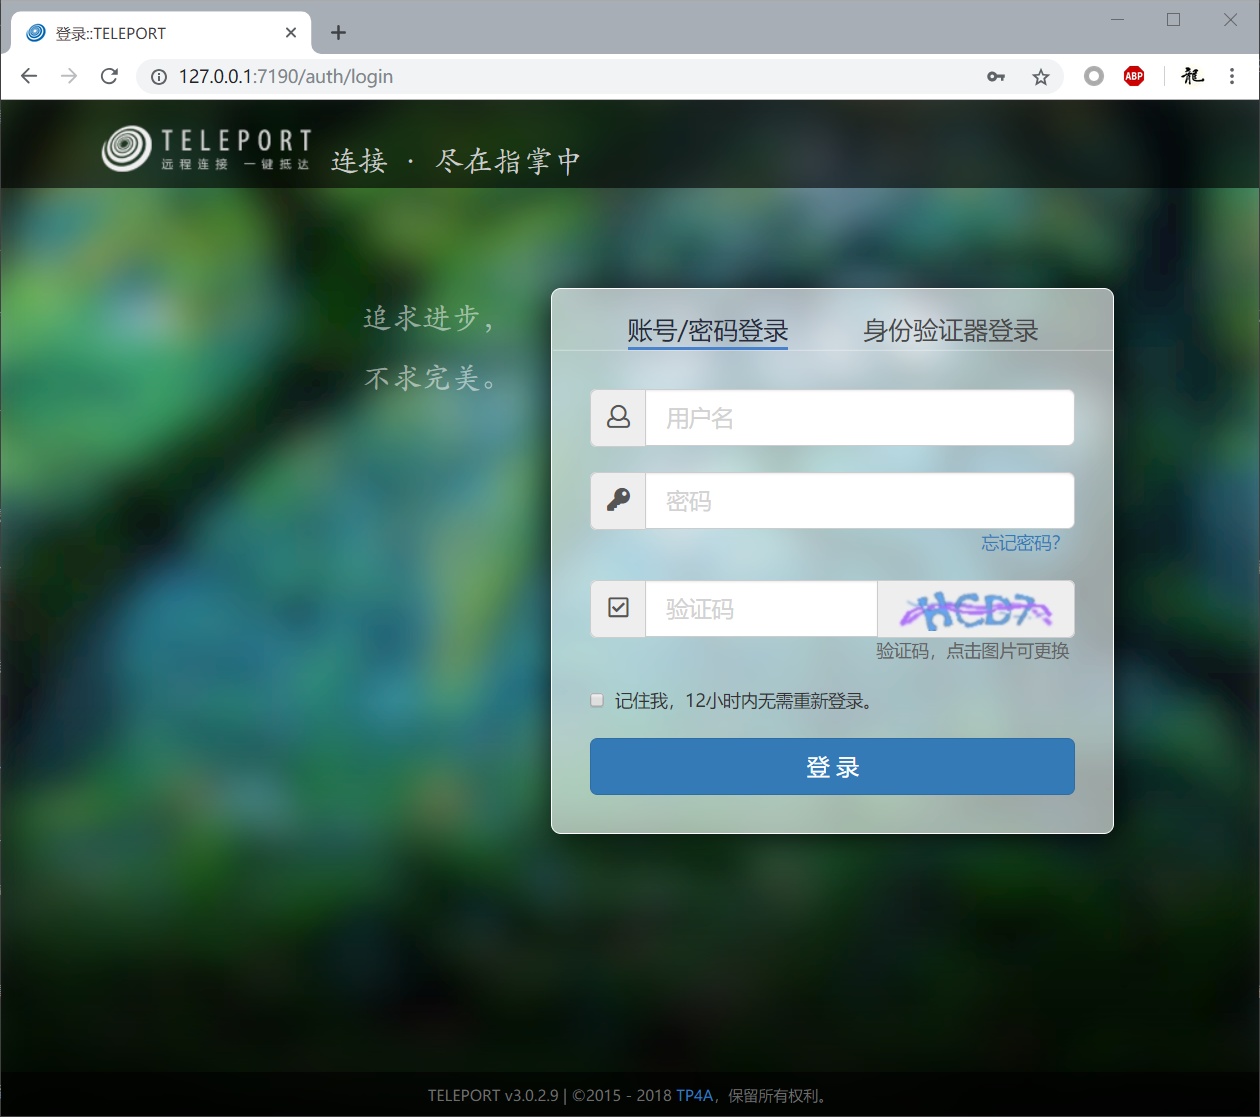 登录::TELEPORT
127.0.0.1:7190/auth/login
ABP
龍
TELEPORT
远程连接 一键抵达
连接 · 尽在指掌中
追求进步，
不求完美。
账号/密码登录 身份验证器登录
用户名
密码
忘记密码?
验证码 HCD7
验证码，点击图片可更换
记住我，12小时内无需重新登录。
登 录
TELEPORT v3.0.2.9 | ©2015 - 2018 TP4A，保留所有权利。